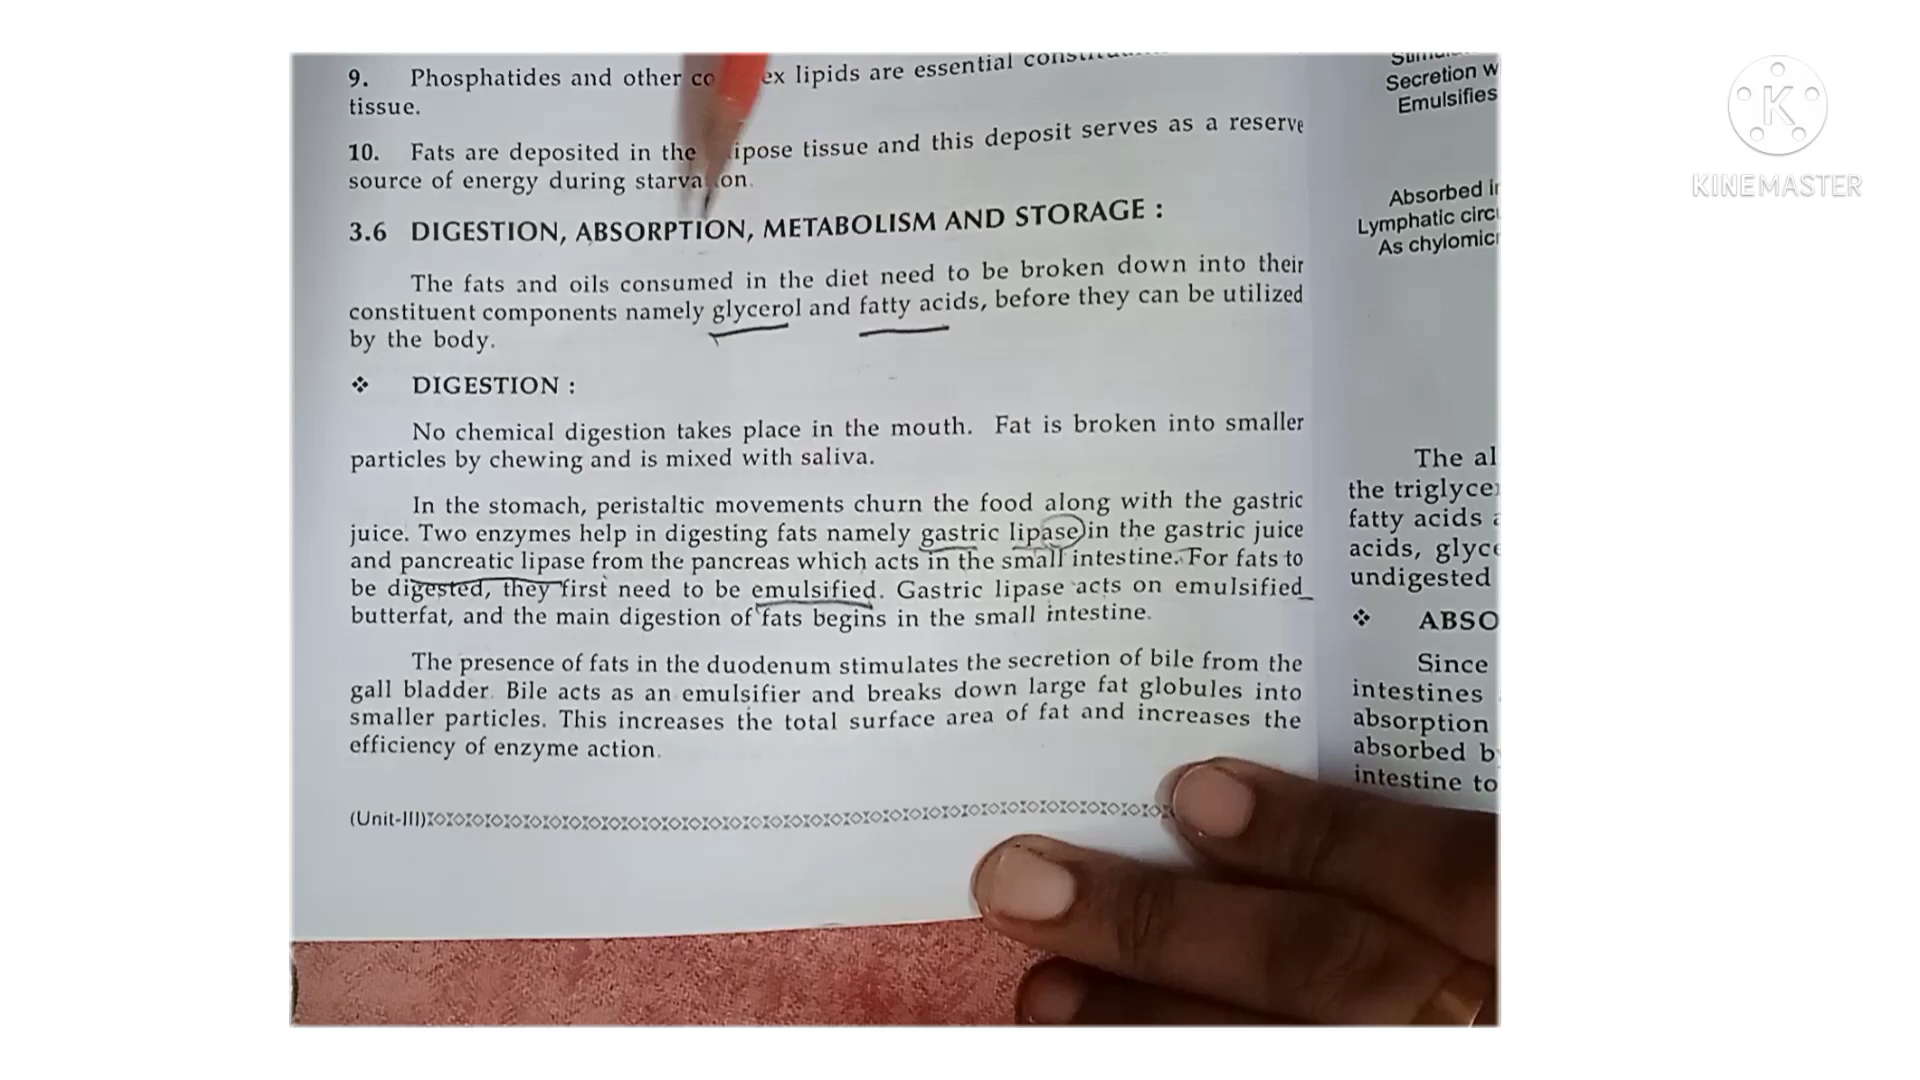 9. Phosphatides and other co ex lipids are essential
tissue.
10. Fats are deposited in the ipose tissue and this deposit serves as a reserve
source of energy during starva on.
3.6 DIGESTION, ABSORPTION, METABOLISM AND STORAGE :
The fats and oils consumed in the diet need to be broken down into their
constituent components namely glycerol and fatty acids, before they can be utilized
by the body.
❖ DIGESTION :
No chemical digestion takes place in the mouth. Fat is broken into smaller
particles by chewing and is mixed with saliva.
In the stomach, peristaltic movements churn the food along with the gastric
juice. Two enzymes help in digesting fats namely gastric lipase in the gastric juice
and pancreatic lipase from the pancreas which acts in the small intestine. For fats to
be digested, they first need to be emulsified. Gastric lipase acts on emulsified
butterfat, and the main digestion of fats begins in the small intestine.
The presence of fats in the duodenum stimulates the secretion of bile from the
gall bladder. Bile acts as an emulsifier and breaks down large fat globules into
smaller particles. This increases the total surface area of fat and increases the
efficiency of enzyme action.
(Unit-III)
Secretion w
Emulsifies
Absorbed in
Lymphatic circu
As chylomicr
The al
the triglycer
fatty acids a
acids, glyce
undigested
❖ ABSO
Since
intestines
absorption
absorbed b
intestine to
K
KINEMASTER